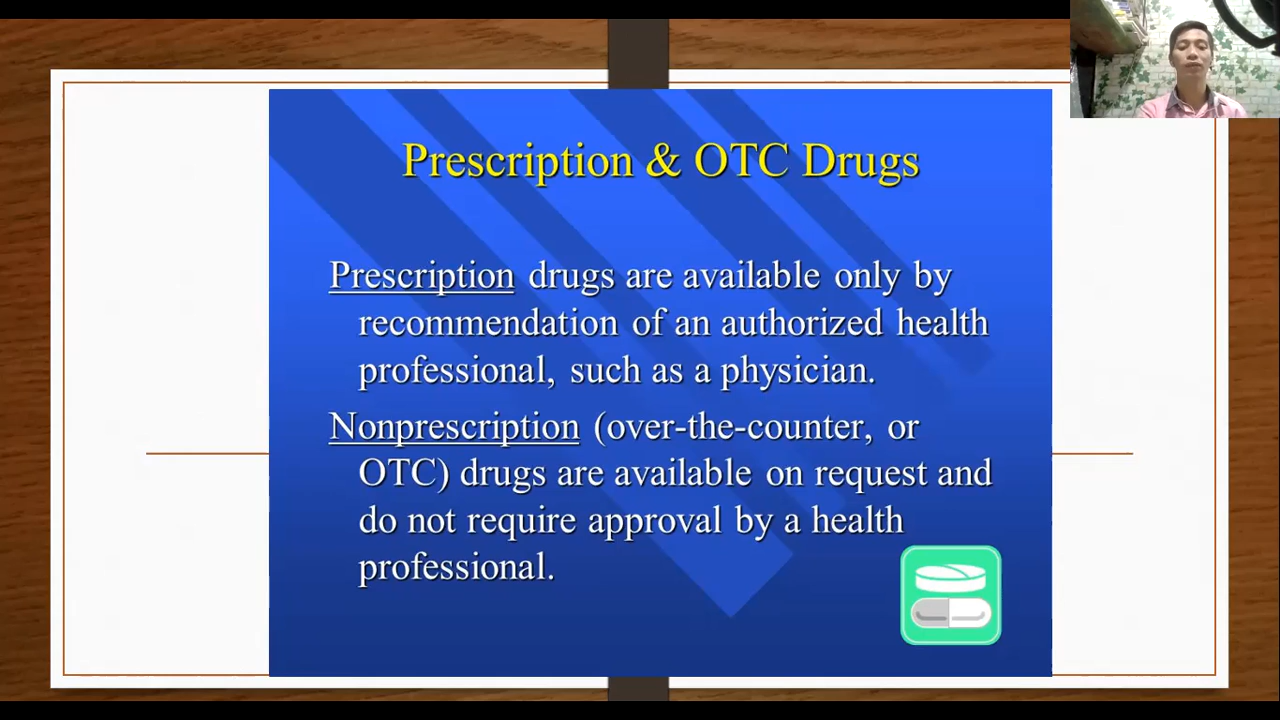 Prescription & OTC Drugs
Prescription drugs are available only by
recommendation of an authorized health
professional, such as a physician.
Nonprescription (over-the-counter, or
OTC) drugs are available on request and
do not require approval by a health
professional.